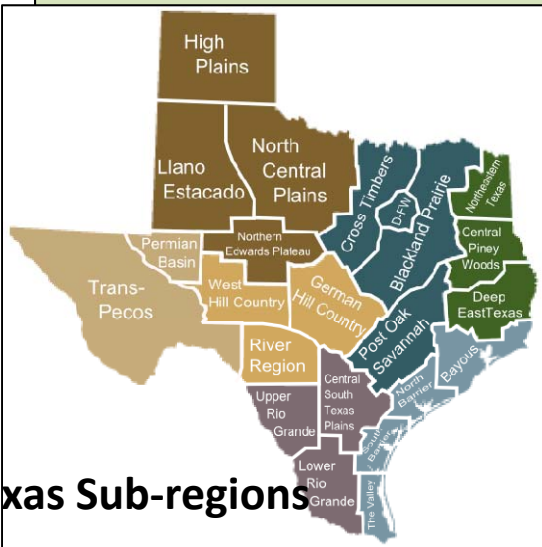 High
Plains
Llano
Estacado
North
Central
Plains
Cross Timbers
D-FW
Blackland Prairie
Northeastern
Texas
Permian
Basin
Northern
Edwards Plateau
Central
Piney
Woods
Trans-
Pecos
West
Hill Country
German
Hill Country
Post Oak
Savannah
Deep
EastTexas
River
Region
Bayous
Upper
Rio
Grande
Central
South
Texas
Plains
North
Barrier
South
Barrier
Lower
Rio
Grande
The Valley
xas Sub-regions